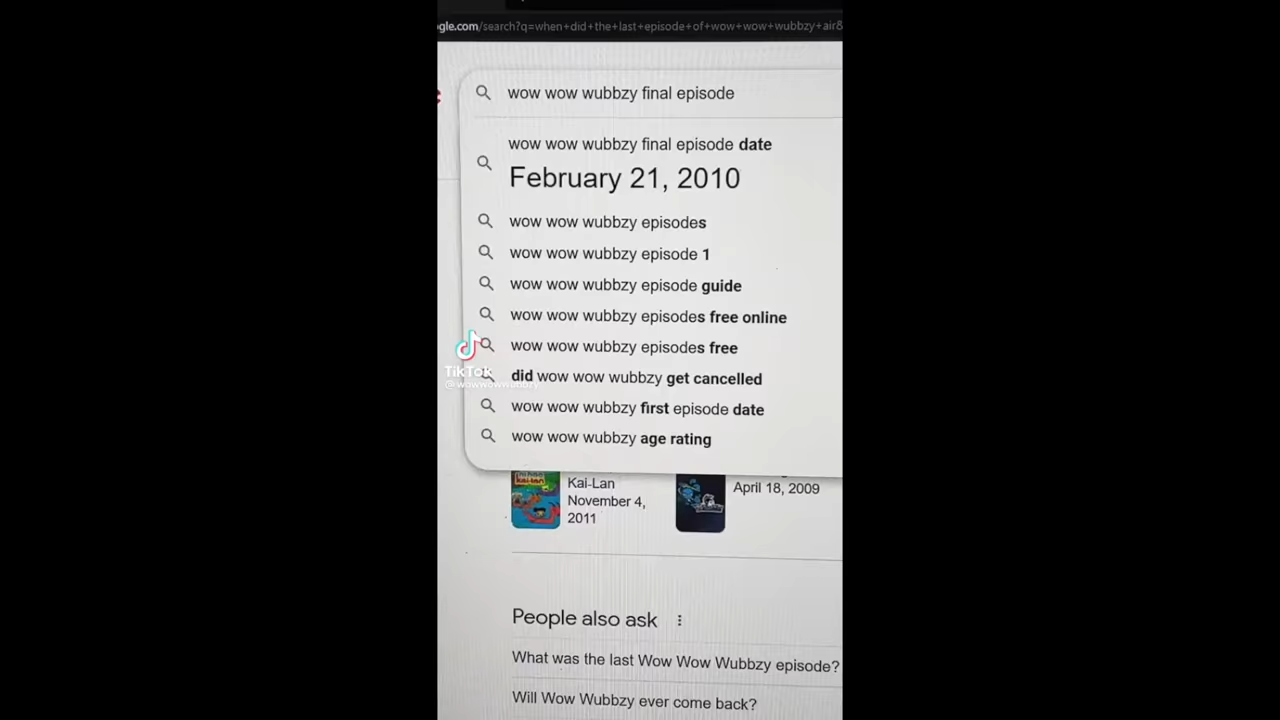 gle.com/search?q=when+did+the+last+episode+of+wow+wow+wubbzy+air&
wow wow wubbzy final episode
wow wow wubbzy final episode date
February 21, 2010
wow wow wubbzy episodes
wow wow wubbzy episode 1
wow wow wubbzy episode guide
wow wow wubbzy episodes free online
wow wow wubbzy episodes free
TikTok
did wow wow wubbzy get cancelled
wow wow wubbzy first episode date
wow wow wubbzy age rating
kai-lan
Kai-Lan
November 4,
2011
April 18, 2009
People also ask
What was the last Wow Wow Wubbzy episode?
Will Wow Wubbzy ever come back?